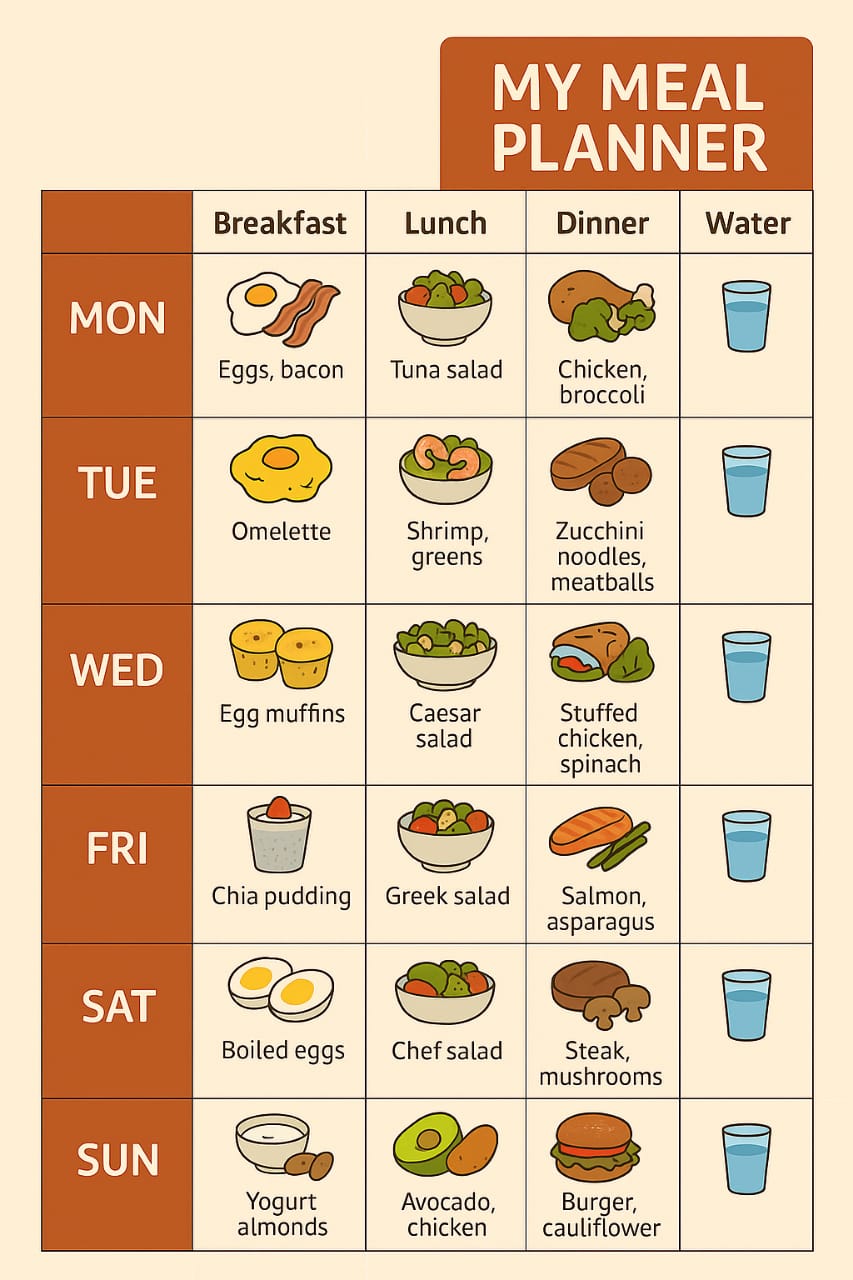 MY MEAL
PLANNER
Breakfast Lunch Dinner Water
MON
Eggs, bacon
Tuna salad
Chicken,
broccoli
TUE
Omelette
Shrimp,
greens
Zucchini
noodles,
meatballs
WED
Egg muffins
Caesar
salad
Stuffed
chicken,
spinach
FRI
Chia pudding
Greek salad
Salmon,
asparagus
SAT
Boiled eggs
Chef salad
Steak,
mushrooms
SUN
Yogurt
almonds
Avocado,
chicken
Burger,
cauliflower